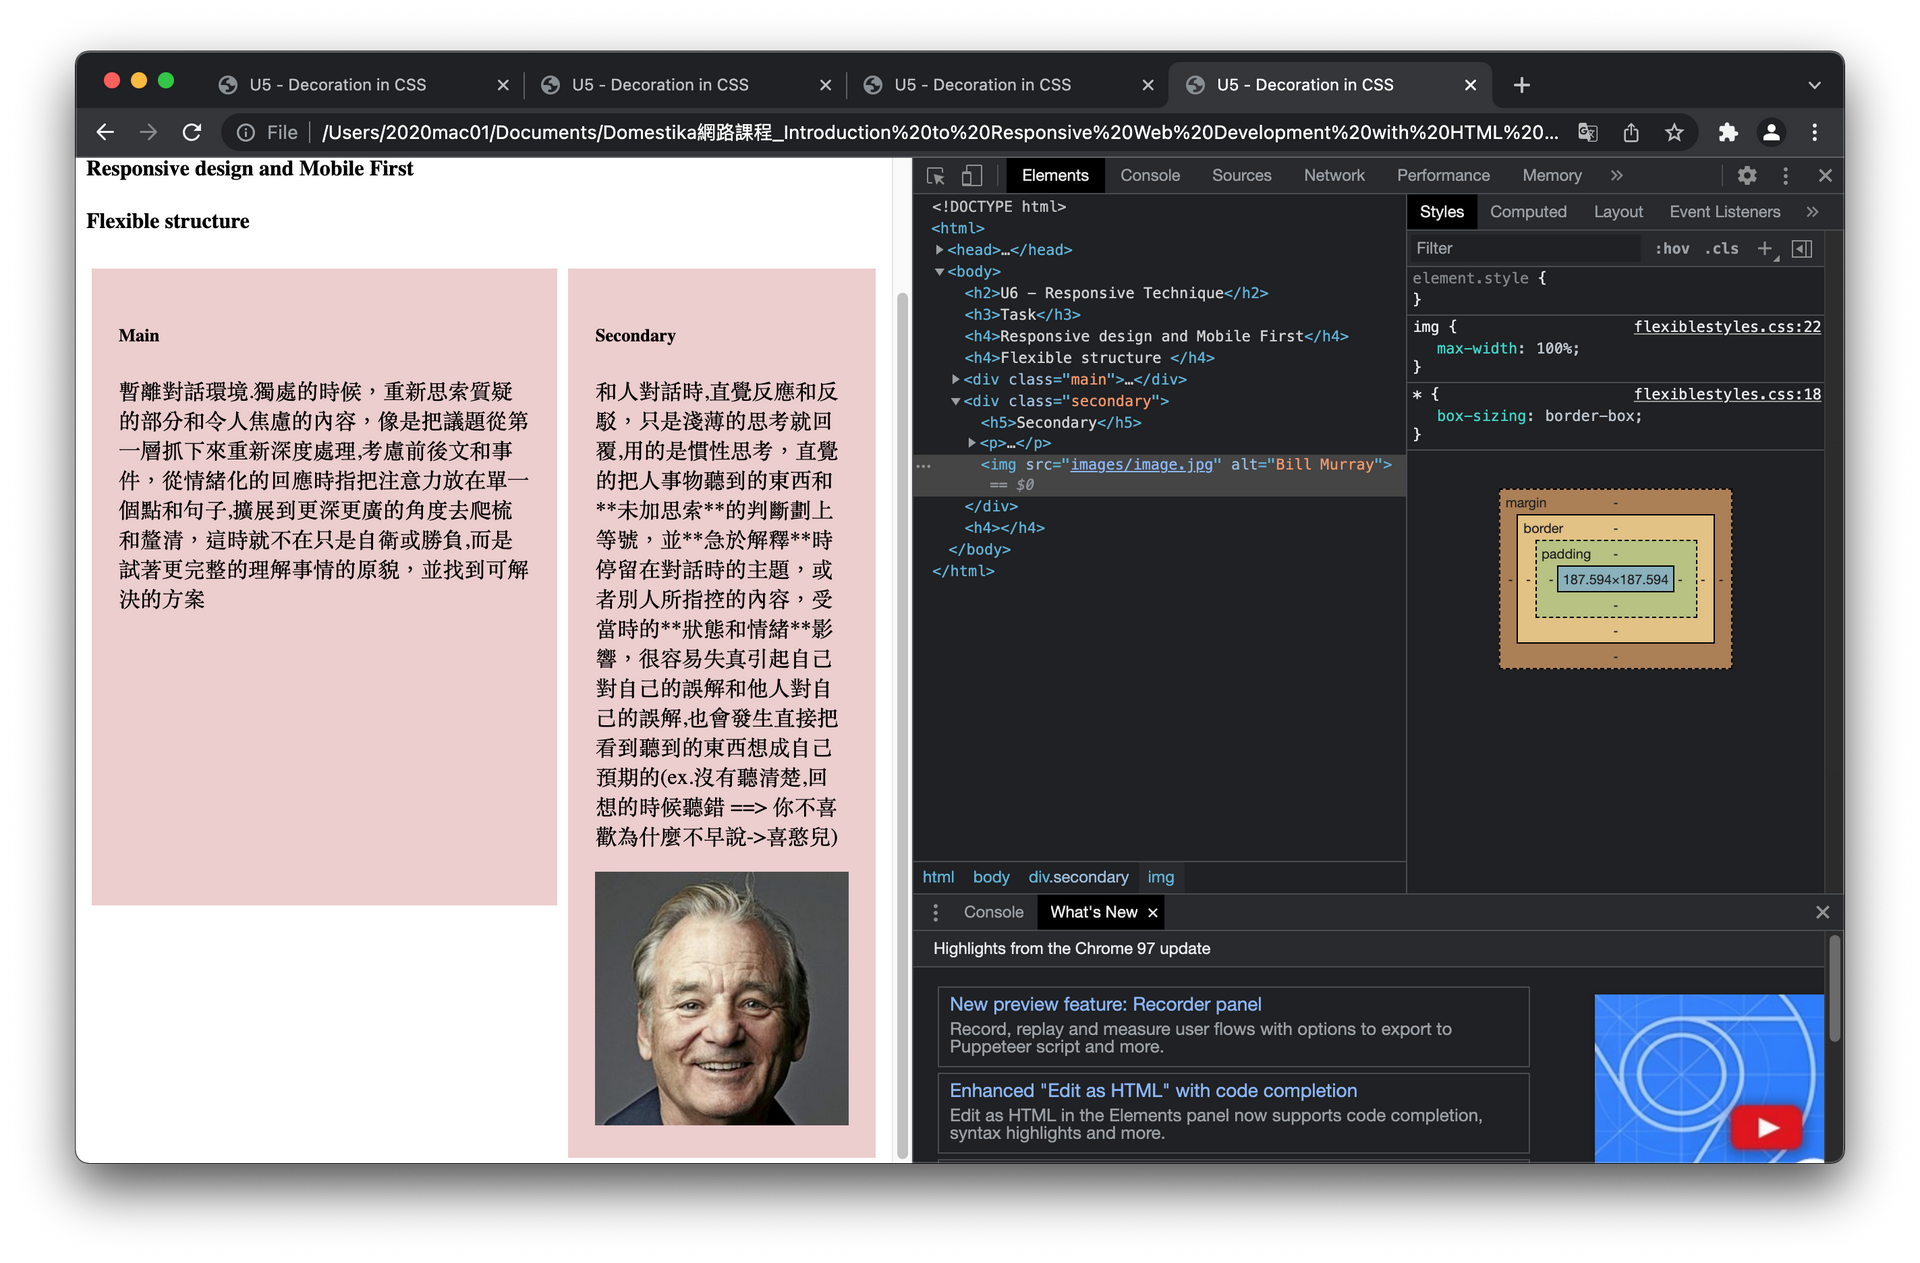 U5 - Decoration in CSS
U5 - Decoration in CSS
U5 - Decoration in CSS
U5 - Decoration in CSS
File
/Users/2020mac01/Documents/Domestika網路課程_Introduction%20to%20Responsive%20Web%20Development%20with%20HTML%20...
Responsive design and Mobile First
Flexible structure
Main
暫離對話環境.獨處的時候，重新思索質疑
的部分和令人焦慮的內容，像是把議題從第
一層抓下來重新深度處理,考慮前後文和事
件，從情緒化的回應時指把注意力放在單一
個點和句子,擴展到更深更廣的角度去爬梳
和釐清，這時就不在只是自衛或勝負,而是
試著更完整的理解事情的原貌，並找到可解
決的方案
Secondary
和人對話時,直覺反應和反
駁，只是淺薄的思考就回
覆,用的是慣性思考，直覺
的把人事物聽到的東西和
**未加思索**的判斷劃上
等號，並**急於解釋**時
停留在對話時的主題，或
者別人所指控的內容，受
當時的**狀態和情緒**影
響，很容易失真引起自己
對自己的誤解和他人對自
己的誤解,也會發生直接把
看到聽到的東西想成自己
預期的(ex.沒有聽清楚,回
想的時候聽錯 ==> 你不喜
歡為什麼不早說->喜憨兒)
Elements
Console
Sources
Network
Performance
Memory
<!DOCTYPE html>
<html>
<head>…</head>
<body>
<h2>U6 - Responsive Technique</h2>
<h3>Task</h3>
<h4>Responsive design and Mobile First</h4>
<h4>Flexible structure </h4>
<div class="main">…</div>
<div class="secondary">
<h5>Secondary</h5>
<p>…</p>
<img src="images/image.jpg" alt="Bill Murray">
== $0
</div>
<h4></h4>
</body>
</html>
html body div.secondary img
Styles
Computed
Layout
Event Listeners
Filter
:hov
.cls
element.style {
}
img {
flexiblestyles.css:22
max-width: 100%;
}
* {
flexiblestyles.css:18
box-sizing: border-box;
}
margin
-
border
-
padding
-
- - - 187.594×187.594 - - -
-
-
-
Console
What's New
Highlights from the Chrome 97 update
New preview feature: Recorder panel
Record, replay and measure user flows with options to export to
Puppeteer script and more.
Enhanced "Edit as HTML" with code completion
Edit as HTML in the Elements panel now supports code completion,
syntax highlights and more.